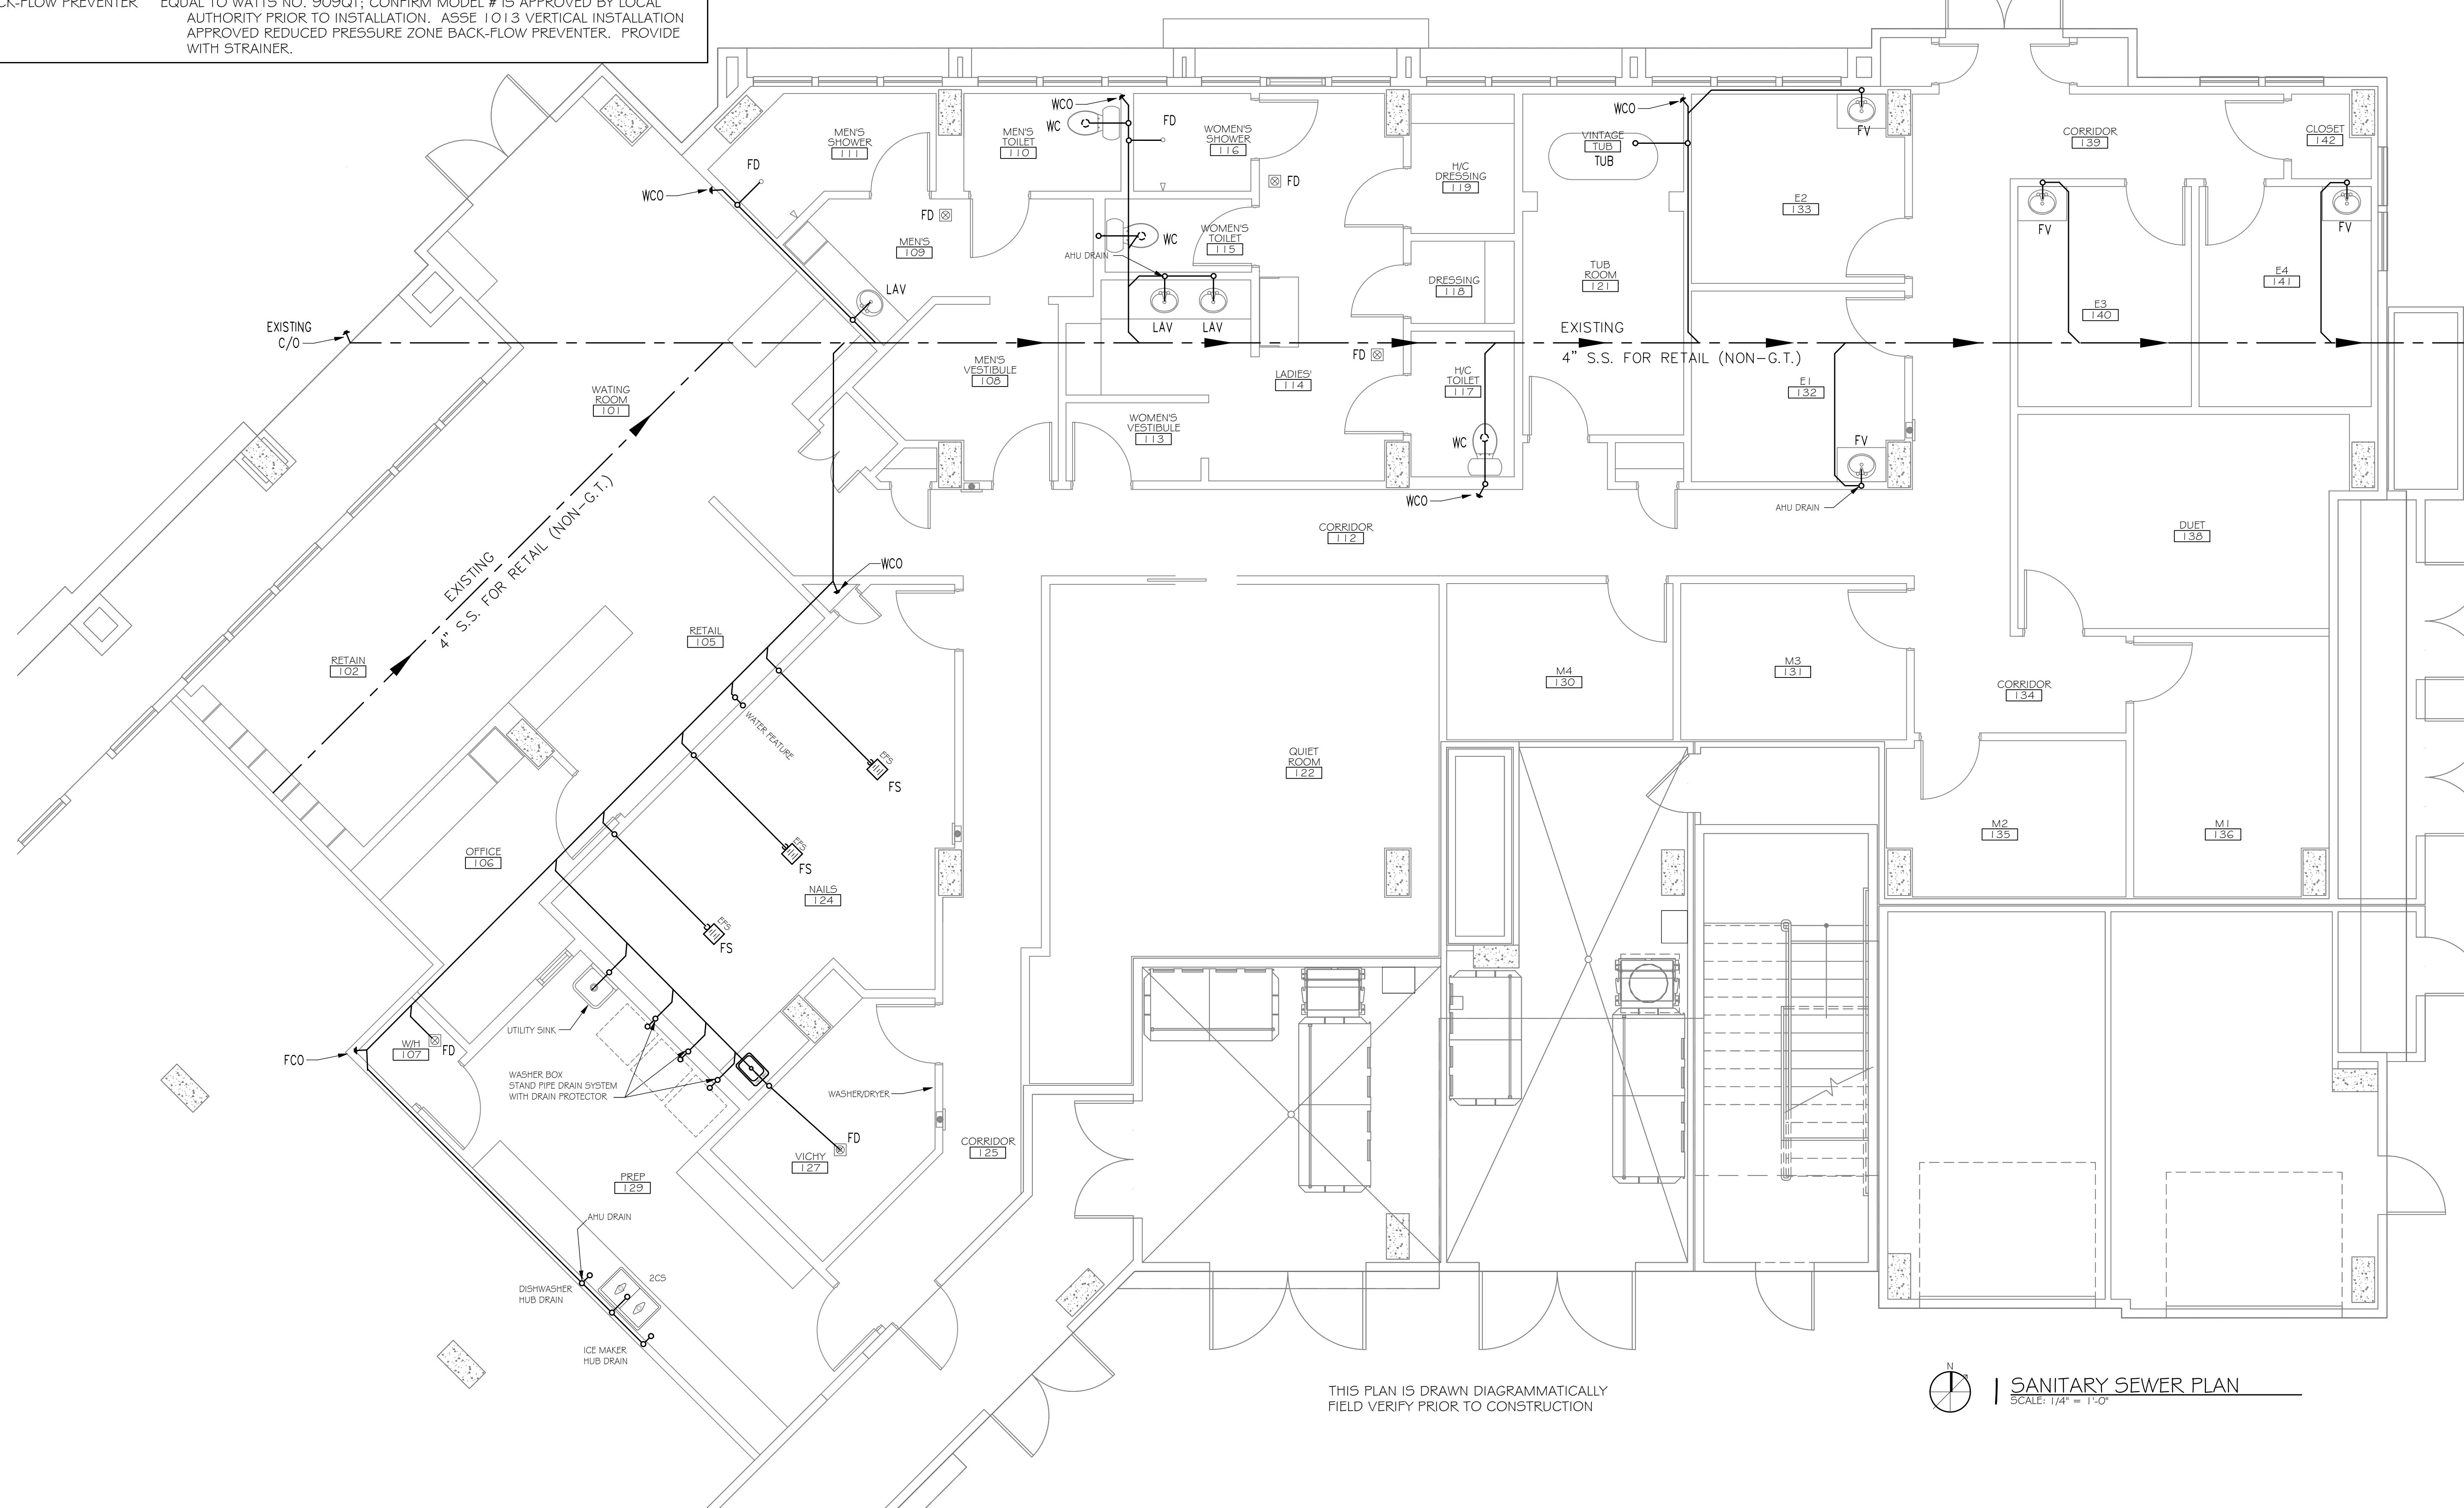 CK-FLOW PREVENTER EQUAL TO WATTS NO. 909QT; CONFIRM MODEL # IS APPROVED BY LOCAL
AUTHORITY PRIOR TO INSTALLATION. ASSE 1013 VERTICAL INSTALLATION
APPROVED REDUCED PRESSURE ZONE BACK-FLOW PREVENTER. PROVIDE
WITH STRAINER.
MEN'S
SHOWER
111
FD
WCO
MEN'S
TOILET
110
WCO
WC
FD
WOMEN'S
SHOWER
116
FD
FD
MEN'S
109
WC
WOMEN'S
TOILET
115
AHU DRAIN
LAV
LAV
LAV
H/C
DRESSING
119
DRESSING
118
WCO
VINTAGE
TUB
TUB
FV
E2
133
TUB
ROOM
121
CORRIDOR
139
CLOSET
142
FV
FV
E3
140
E4
141
EXISTING
C/O
EXISTING
4" S.S. FOR RETAIL (NON-G.T.)
FD
MEN'S
VESTIBULE
108
LADIES'
114
H/C
TOILET
117
E1
132
WATING
ROOM
101
WOMEN'S
VESTIBULE
113
WC
WCO
FV
AHU DRAIN
CORRIDOR
112
DUET
138
EXISTING
4" S.S. FOR RETAIL (NON-G.T.)
WCO
RETAIL
105
RETAIN
102
M4
130
M3
131
CORRIDOR
134
WATER FEATURE
EFS
FS
EFS
FS
EFS
FS
QUIET
ROOM
122
OFFICE
106
NAILS
124
M2
135
M1
136
UTILITY SINK
FCO
W/H
107
FD
WASHER BOX
STAND PIPE DRAIN SYSTEM
WITH DRAIN PROTECTOR
WASHER/DRYER
FD
VICHY
127
CORRIDOR
125
PREP
129
AHU DRAIN
2CS
DISHWASHER
HUB DRAIN
ICE MAKER
HUB DRAIN
THIS PLAN IS DRAWN DIAGRAMMATICALLY
FIELD VERIFY PRIOR TO CONSTRUCTION
N
1 SANITARY SEWER PLAN
SCALE: 1/4" = 1'-0"